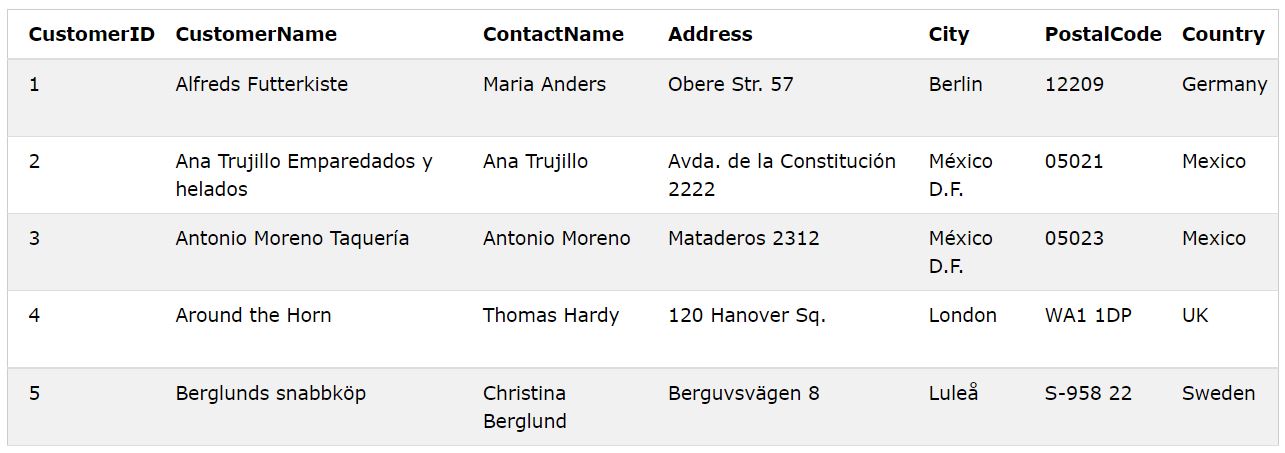 CustomerID CustomerName ContactName Address City PostalCode Country
1 Alfreds Futterkiste Maria Anders Obere Str. 57 Berlin 12209 Germany
2 Ana Trujillo Emparedados y Ana Trujillo Avda. de la Constitución México 05021 Mexico
helados 2222 D.F.
3 Antonio Moreno Taquería Antonio Moreno Mataderos 2312 México 05023 Mexico
D.F.
4 Around the Horn Thomas Hardy 120 Hanover Sq. London WA1 1DP UK
5 Berglunds snabbköp Christina Berguvsvägen 8 Luleå S-958 22 Sweden
Berglund